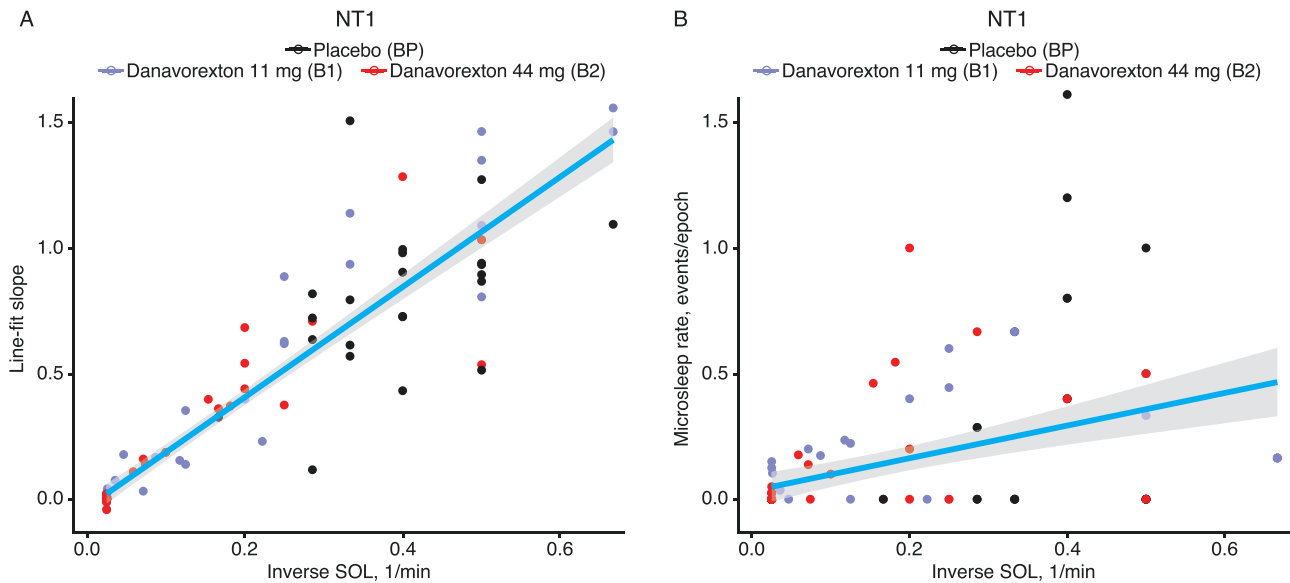 A
NT1
Placebo (BP)
Danavorexton 11 mg (B1) Danavorexton 44 mg (B2)
Line-fit slope
1.5
1.0
0.5
0.0
0.0 0.2 0.4 0.6
Inverse SOL, 1/min
B
NT1
Placebo (BP)
Danavorexton 11 mg (B1) Danavorexton 44 mg (B2)
Microsleep rate, events/epoch
1.5
1.0
0.5
0.0
0.0 0.2 0.4 0.6
Inverse SOL, 1/min